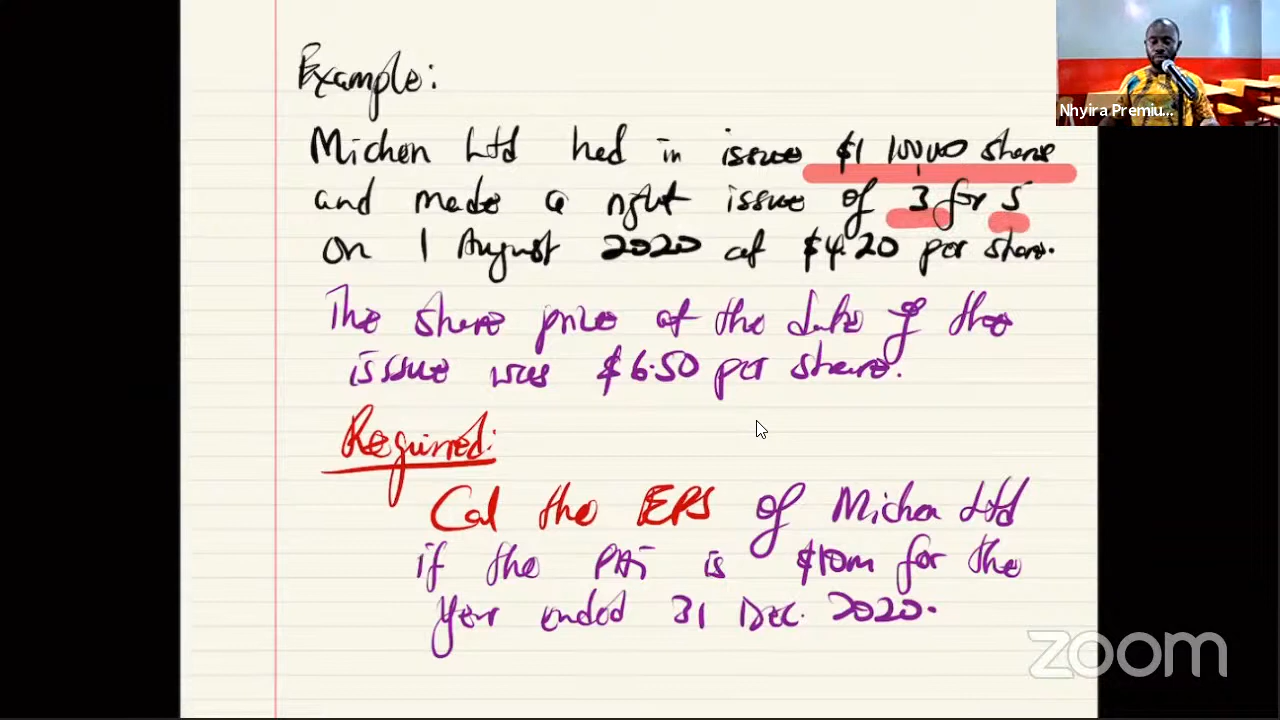 Example:
Nhyira Premiu...
Michen Ltd had in issue $1 100,000 shares
and made a right issue of 3 for 5
on 1 August 2020 at $4.20 per share.
The share price at the date of the
issue was $6.50 per share.
Required:
Cal the EPS of Michen Ltd
if the PAT is $10m for the
Year ended 31 Dec. 2020.
zoom